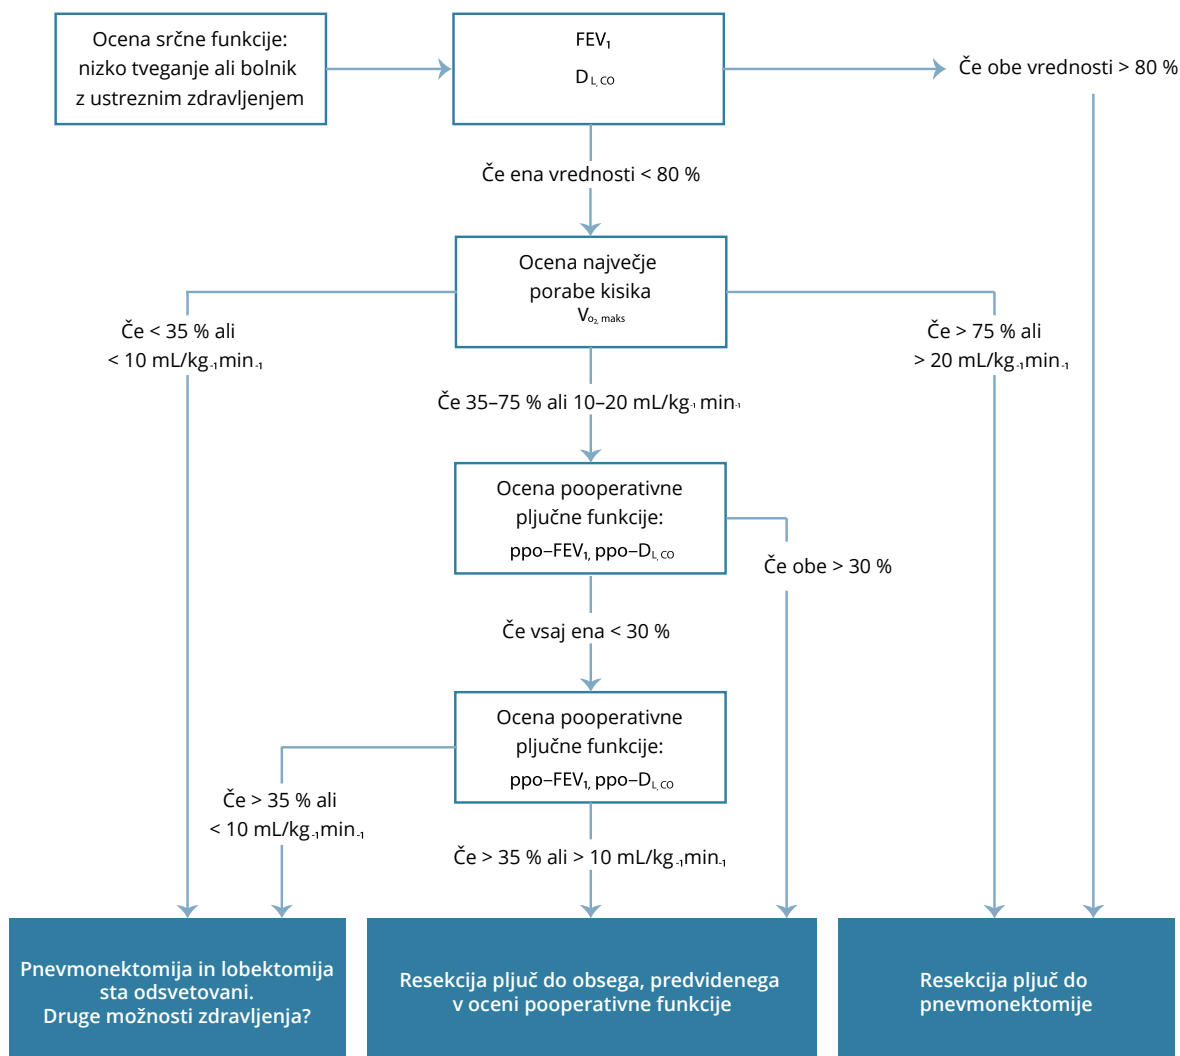 Ocena srčne funkcije:
nizko tveganje ali bolnik
z ustreznim zdravljenjem
FEV₁
D L, CO
Če obe vrednosti > 80 %
Če ena vrednosti < 80 %
Ocena največje
porabe kisika
V o₂, maks
Če < 35 % ali
< 10 mL/kg₋₁min₋₁
Če > 75 % ali
> 20 mL/kg₋₁min₋₁
Če 35–75 % ali 10–20 mL/kg₋₁ min₋₁
Ocena pooperativne
pljučne funkcije:
ppo–FEV₁, ppo–D L, CO
Če obe > 30 %
Če vsaj ena < 30 %
Ocena pooperativne
pljučne funkcije:
ppo–FEV₁, ppo–D L, CO
Če > 35 % ali
< 10 mL/kg₋₁min₋₁
Če > 35 % ali > 10 mL/kg₋₁min₋₁
Pnevmonektomija in lobektomija
sta odsvetovani.
Druge možnosti zdravljenja?
Resekcija pljuč do obsega, predvidenega
v oceni pooperativne funkcije
Resekcija pljuč do
pnevmonektomije